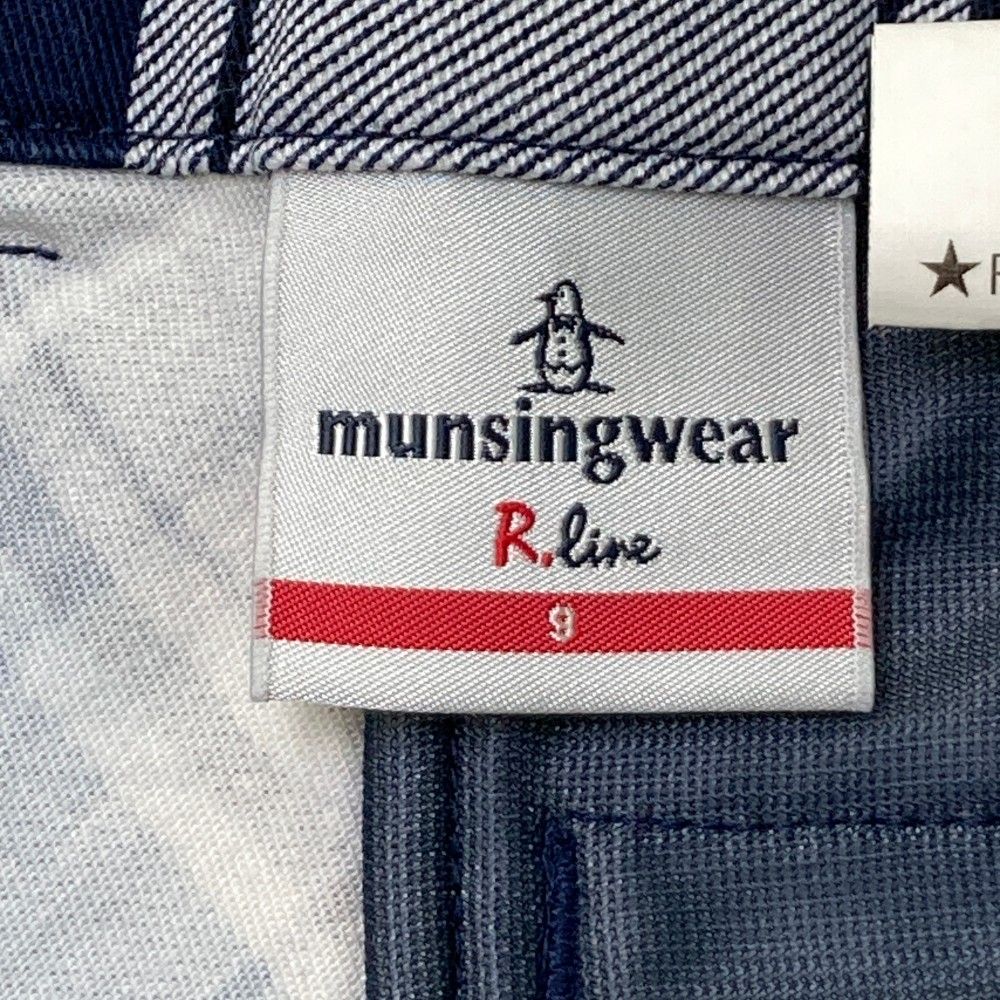 munsingwear
R.line
9
★